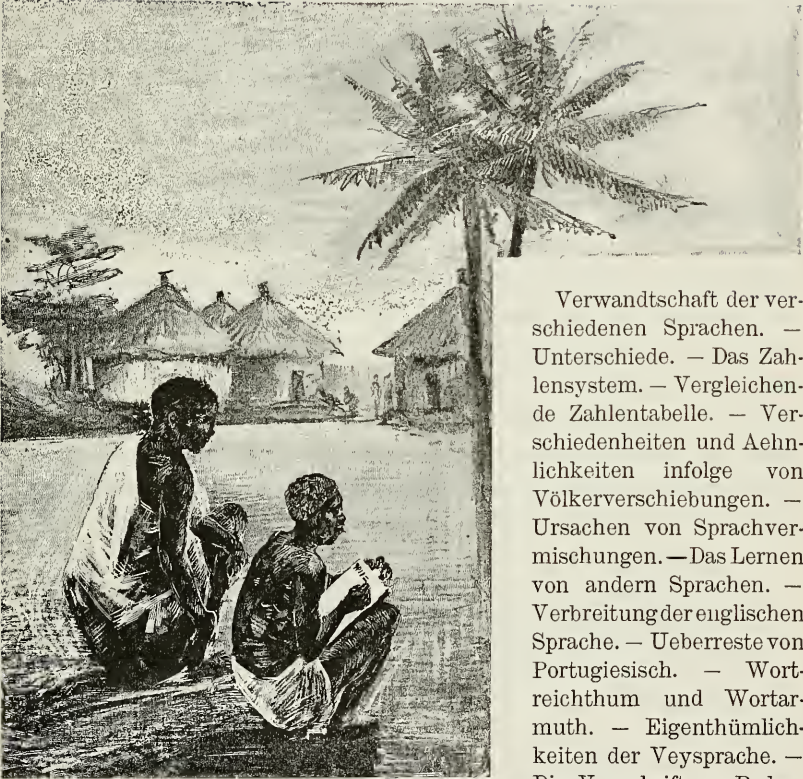 Verwandtschaft der ver-
schiedenen Sprachen. —
Unterschiede. — Das Zah-
lensystem. — Vergleichen-
de Zahlentabelle. — Ver-
schiedenheiten und Aehn-
lichkeiten infolge von
Völkerverschiebungen. —
Ursachen von Sprachver-
mischungen. — Das Lernen
von andern Sprachen. —
Verbreitung der englischen
Sprache. — Ueberreste von
Portugiesisch. — Wort-
reichthum und Wortar-
muth. — Eigenthümlich-
keiten der Veysprache. —